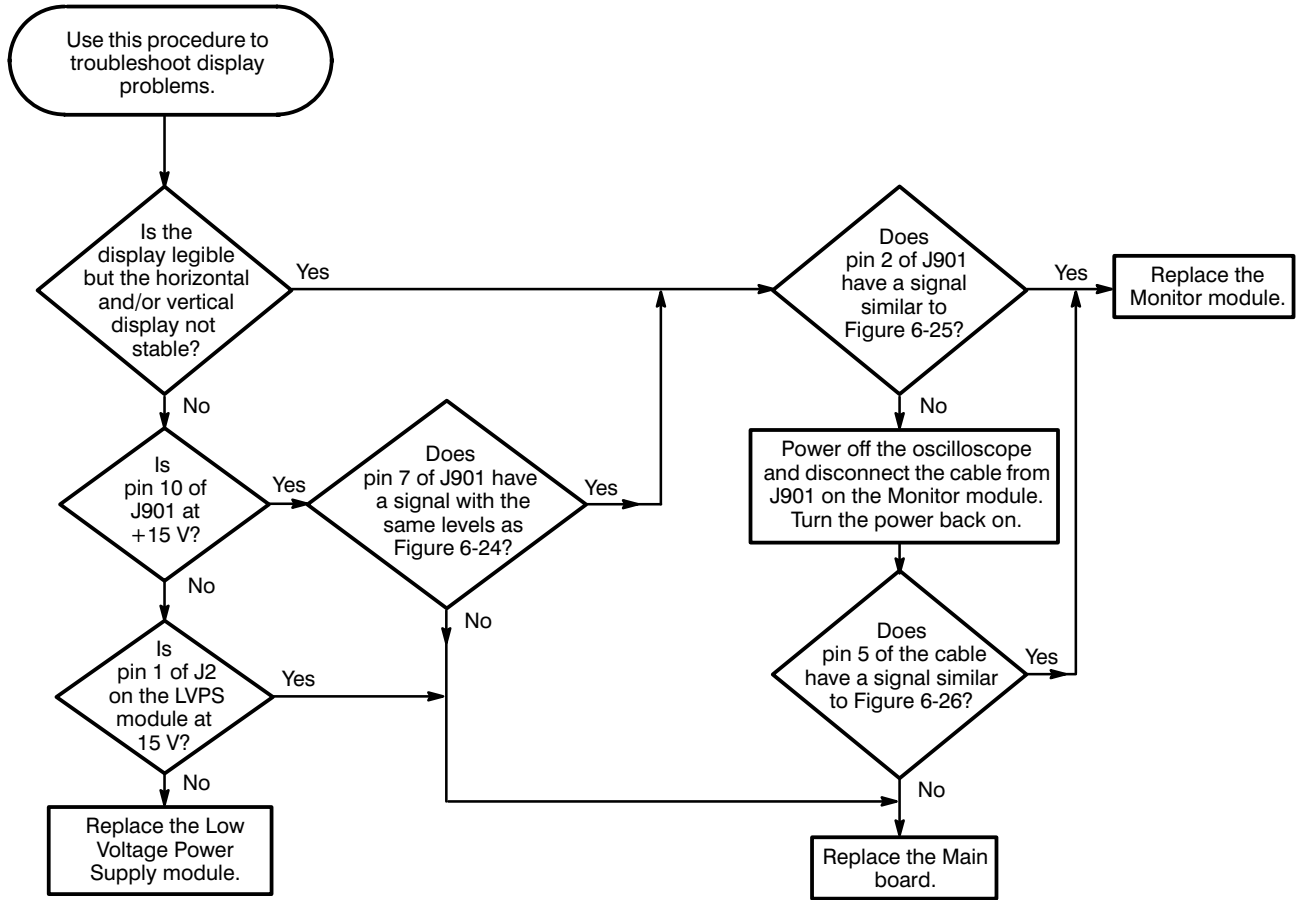 Use this procedure to
troubleshoot display
problems.
Is the
display legible
but the horizontal
and/or vertical
display not
stable?
Yes
No
Does
pin 2 of J901
have a signal
similar to
Figure 6-25?
Yes
Replace the
Monitor module.
No
Is
pin 10 of
J901 at
+15 V?
Yes
No
Does
pin 7 of J901 have
a signal with the
same levels as
Figure 6-24?
Yes
No
Power off the oscilloscope
and disconnect the cable from
J901 on the Monitor module.
Turn the power back on.
Is
pin 1 of J2
on the LVPS
module at
15 V?
Yes
No
Does
pin 5 of the cable
have a signal similar
to Figure 6-26?
Yes
No
Replace the Low
Voltage Power
Supply module.
Replace the Main
board.